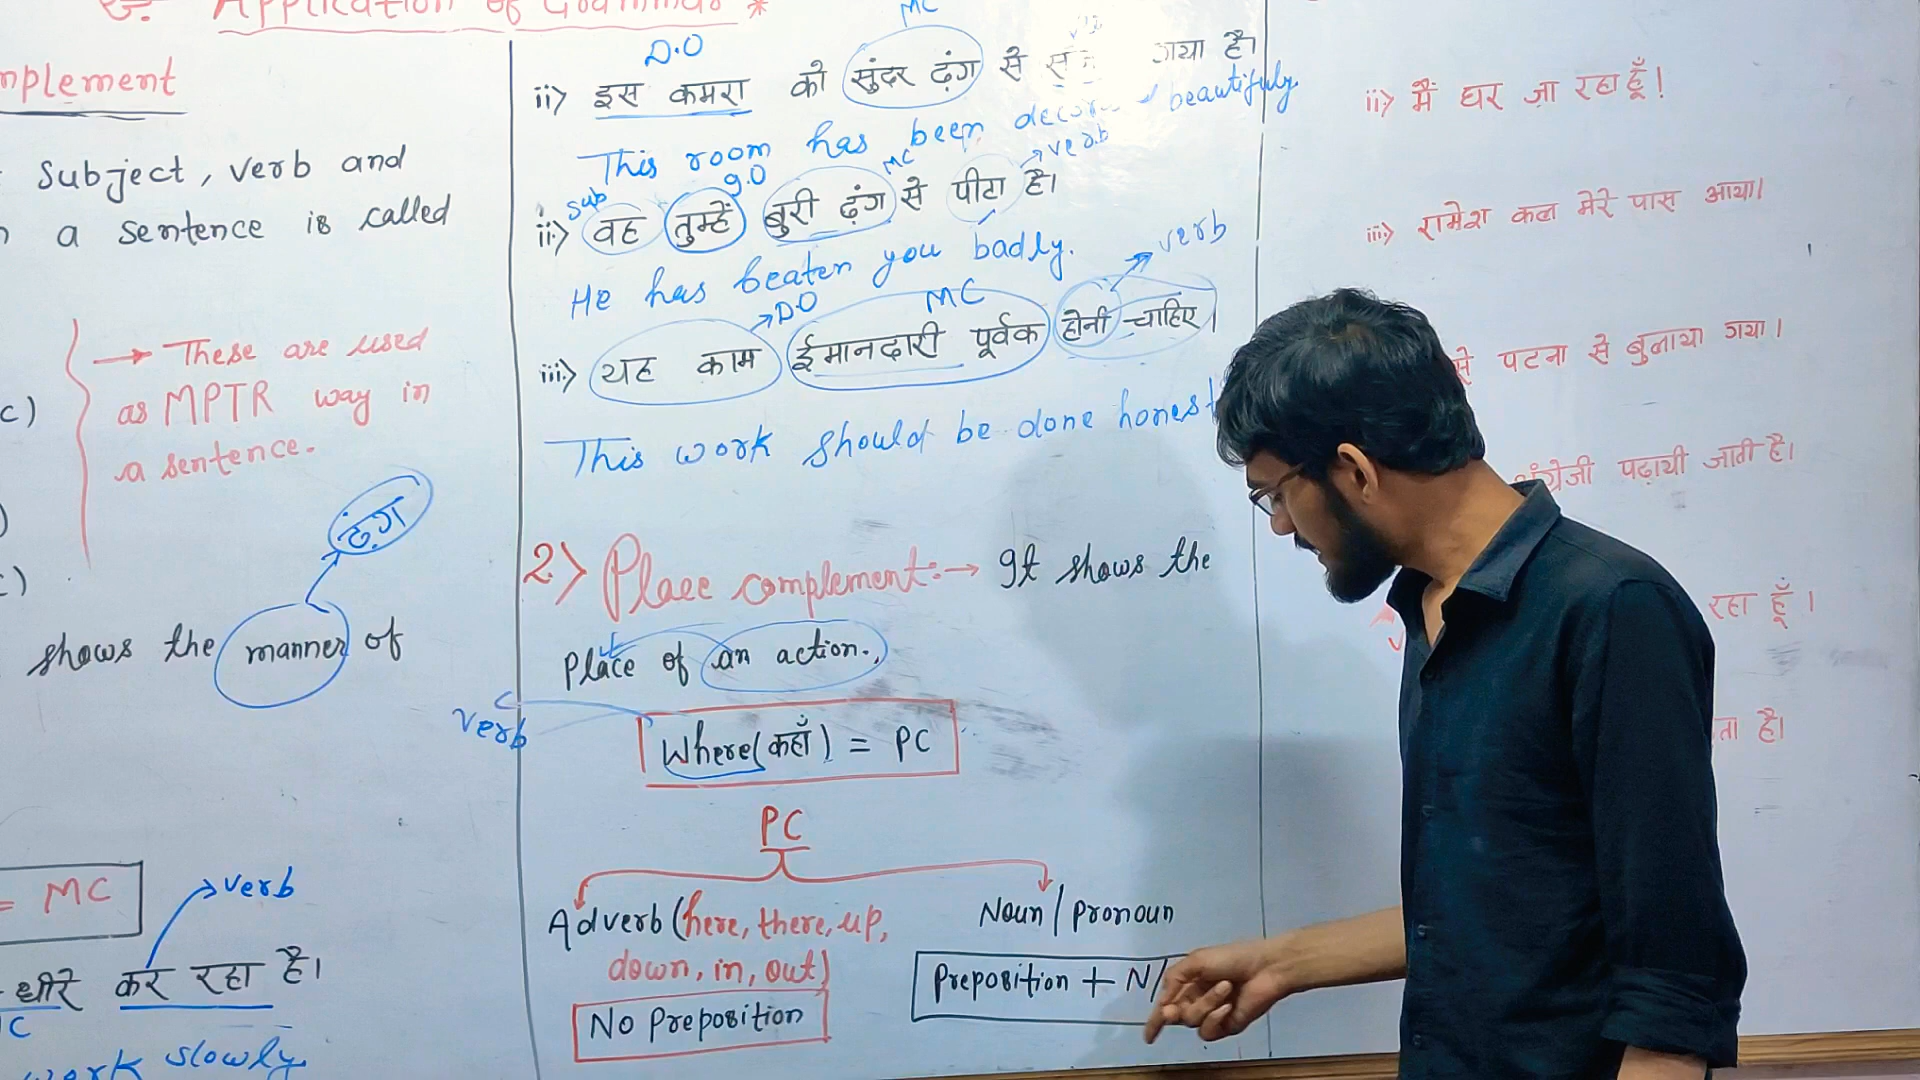 Application of Grammar *
mplement
Subject, verb and
a sentence is called
→ These are used
as MPTR way in
a sentence.
c)
ढ़ंग
shows the manner of
= MC
→verb
धीरे कर रहा है।
work slowly
MC
D.O
ii> इस कमरा को सुंदर ढ़ंग से गया है।
This room has been beautifuly.
sub g.O MC →verb
ii> वह तुम्हें बुरी ढ़ंग से पीटा है।
He has beaten you badly.
→D.O MC →verb
iii> यह काम ईमानदारी पूर्वक होनी चाहिए।
This work should be done honest
2> Place complement:→ It shows the
Place of an action.
verb
Where(कहाँ) = PC
PC
Adverb (here, there, up, down, in, out)
No Preposition
Noun / pronoun
Preposition + N/
ii> मैं घर जा रहा हूँ!
iii> रामेश कल मेरे पास आया।
से पटना से बुलाया गया।
अंग्रेजी पढ़ायी जाती है।
रहा हूँ।
ता है।